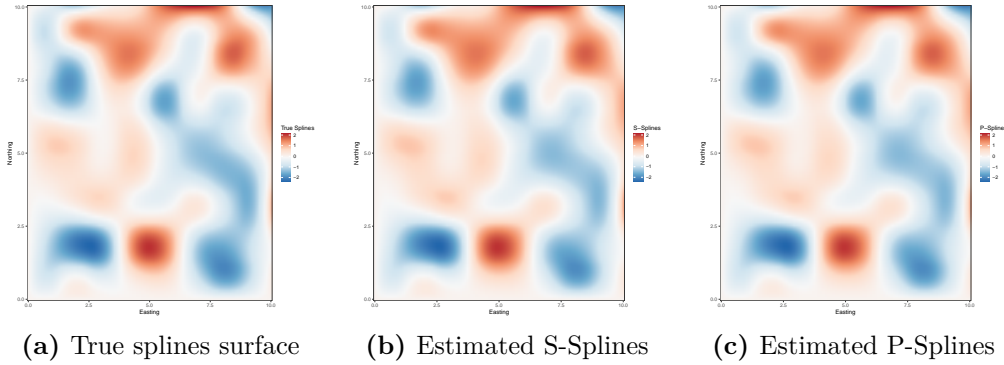 10.0
7.5
5.0
2.5
0.0
Northing
0.0 2.5 5.0 7.5 10.0
Easting
True Splines
2
1
0
−1
−2
(a) True splines surface
10.0
7.5
5.0
2.5
0.0
Northing
0.0 2.5 5.0 7.5 10.0
Easting
S−Splines
2
1
0
−1
−2
(b) Estimated S-Splines
10.0
7.5
5.0
2.5
0.0
Northing
0.0 2.5 5.0 7.5 10.0
Easting
P−Spline
2
1
0
−1
−2
(c) Estimated P-Splines